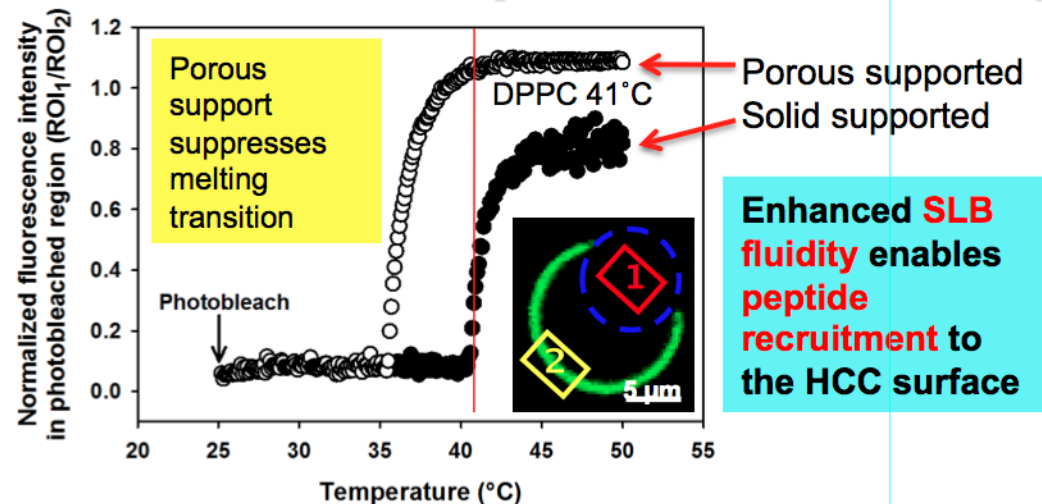 Normalized fluorescence intensity
in photobleached region (ROI1/ROI2)
1.2
1.0
0.8
0.6
0.4
0.2
0.0
Porous
support
suppresses
melting
transition
DPPC 41˚C
Photobleach
1
2
5 µm
20
25
30
35
40
45
50
55
Temperature (°C)
Porous supported
Solid supported
Enhanced SLB
fluidity enables
peptide
recruitment to
the HCC surface